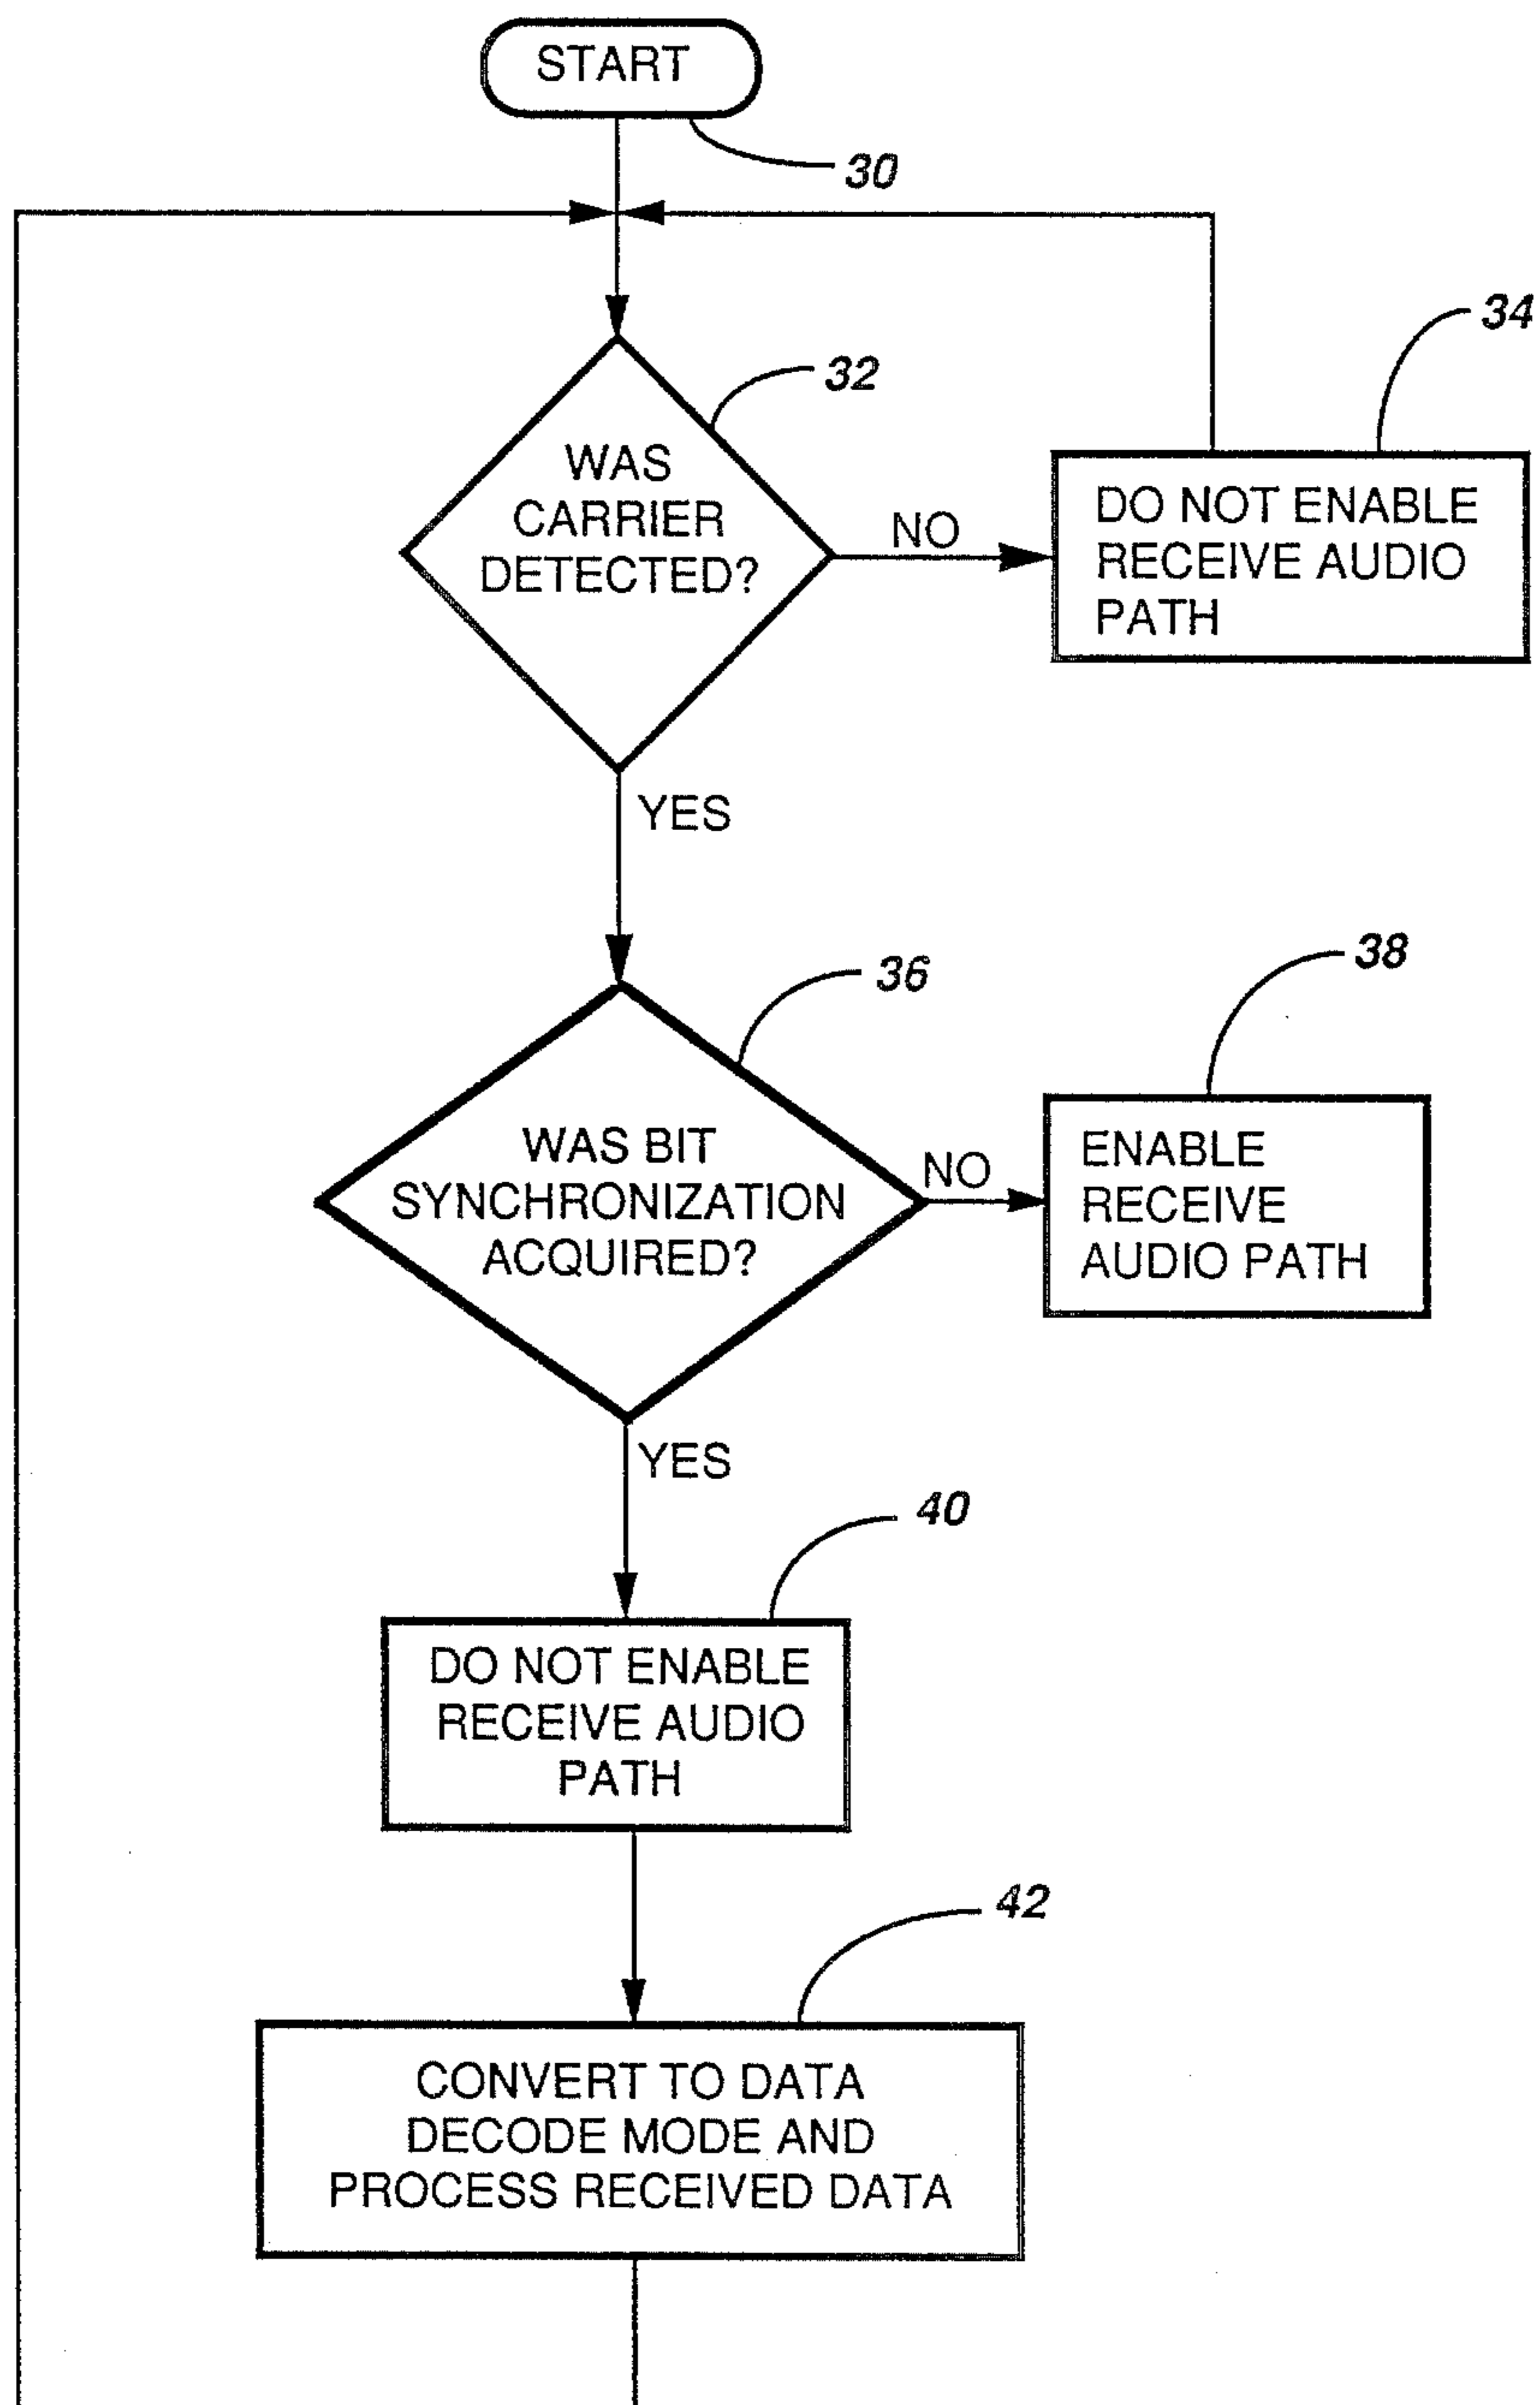 START
30
32
34
WAS
CARRIER
DETECTED?
NO
DO NOT ENABLE
RECEIVE AUDIO
PATH
YES
36
38
WAS BIT
SYNCHRONIZATION
ACQUIRED?
NO
ENABLE
RECEIVE
AUDIO PATH
YES
40
DO NOT ENABLE
RECEIVE AUDIO
PATH
42
CONVERT TO DATA
DECODE MODE AND
PROCESS RECEIVED DATA